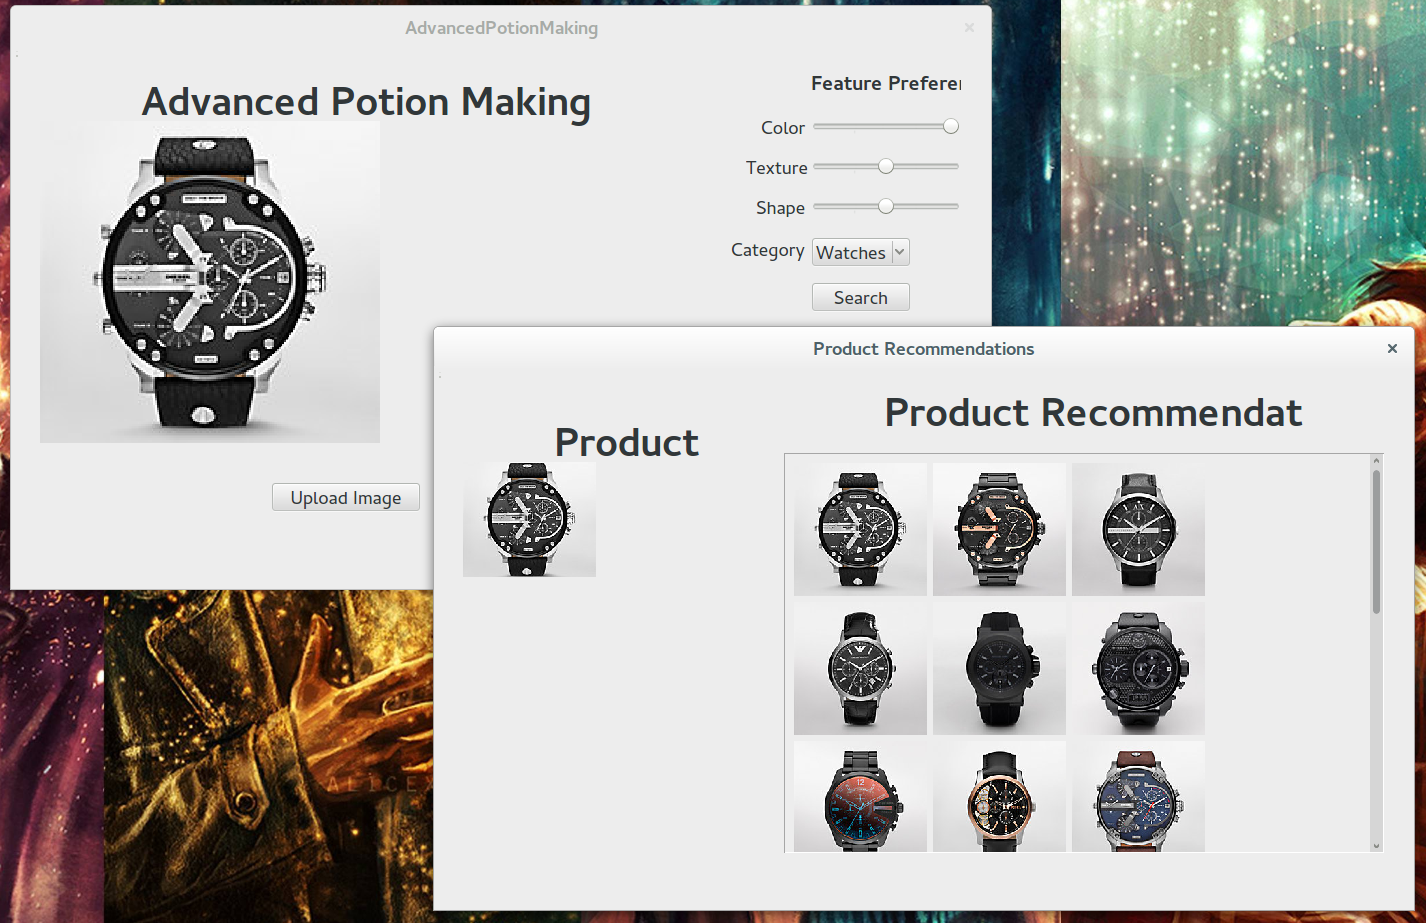 AdvancedPotionMaking
Advanced Potion Making
Feature Preferen
Color
Texture
Shape
Category
Watches
Search
Upload Image
Product Recommendations
Product
Product Recommendat
ALICE